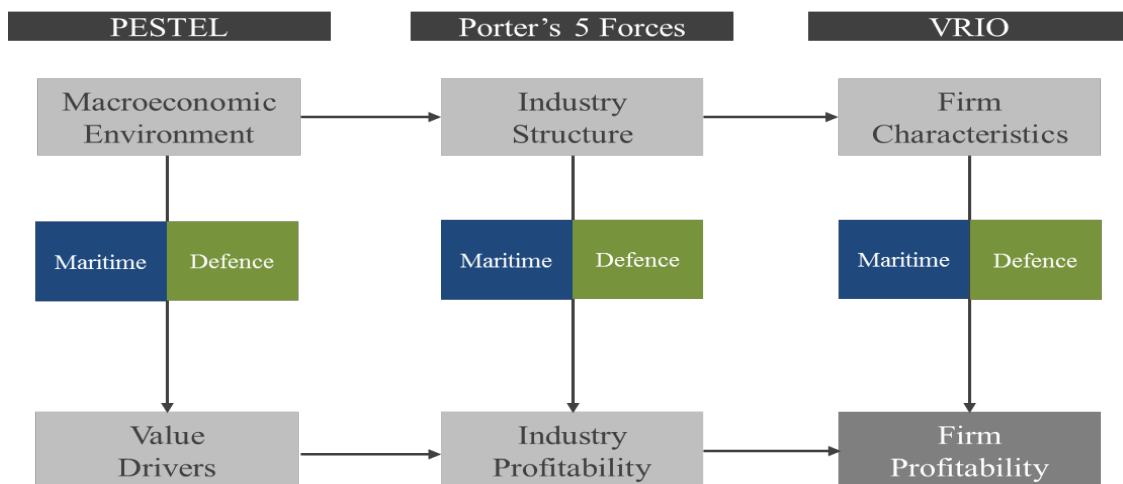 PESTEL
Porter's 5 Forces
VRIO
Macroeconomic
Environment
Industry
Structure
Firm
Characteristics
Maritime
Defence
Maritime
Defence
Maritime
Defence
Value
Drivers
Industry
Profitability
Firm
Profitability